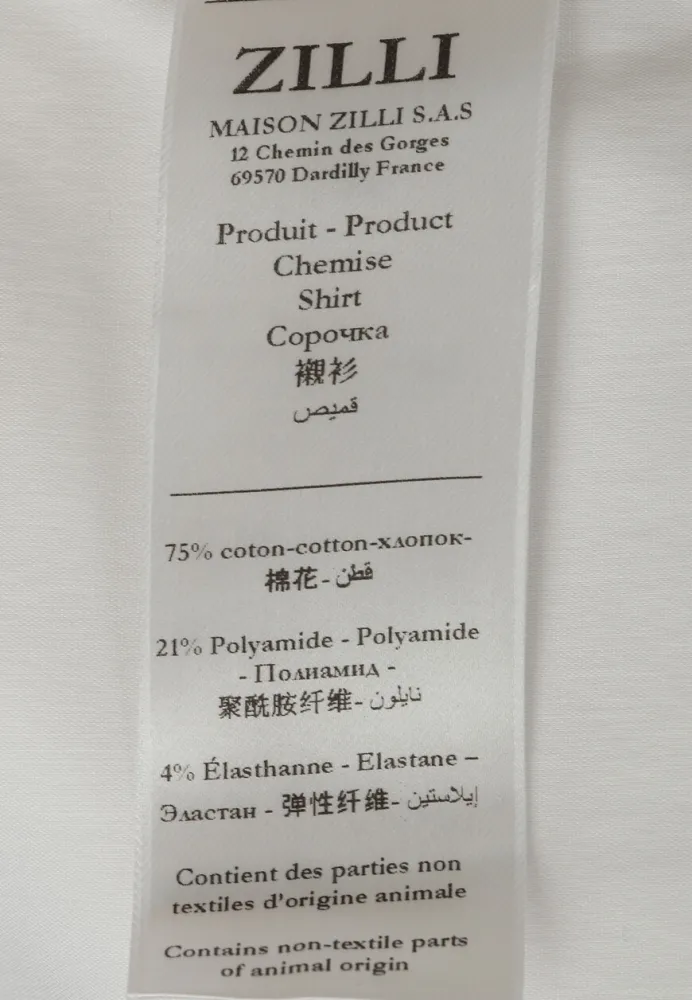 ZILLI
MAISON ZILLI S.A.S
12 Chemin des Gorges
69570 Dardilly France
Produit - Product
Chemise
Shirt
Сорочка
襯衫
قميص
75% coton-cotton-хлопок-
棉花- قطن
21% Polyamide - Polyamide
- Полиамид -
聚酰胺纤维- نايلون
4% Élasthanne - Elastane –
Эластан - 弹性纤维- إيلاستين
Contient des parties non
textiles d'origine animale
Contains non-textile parts
of animal origin